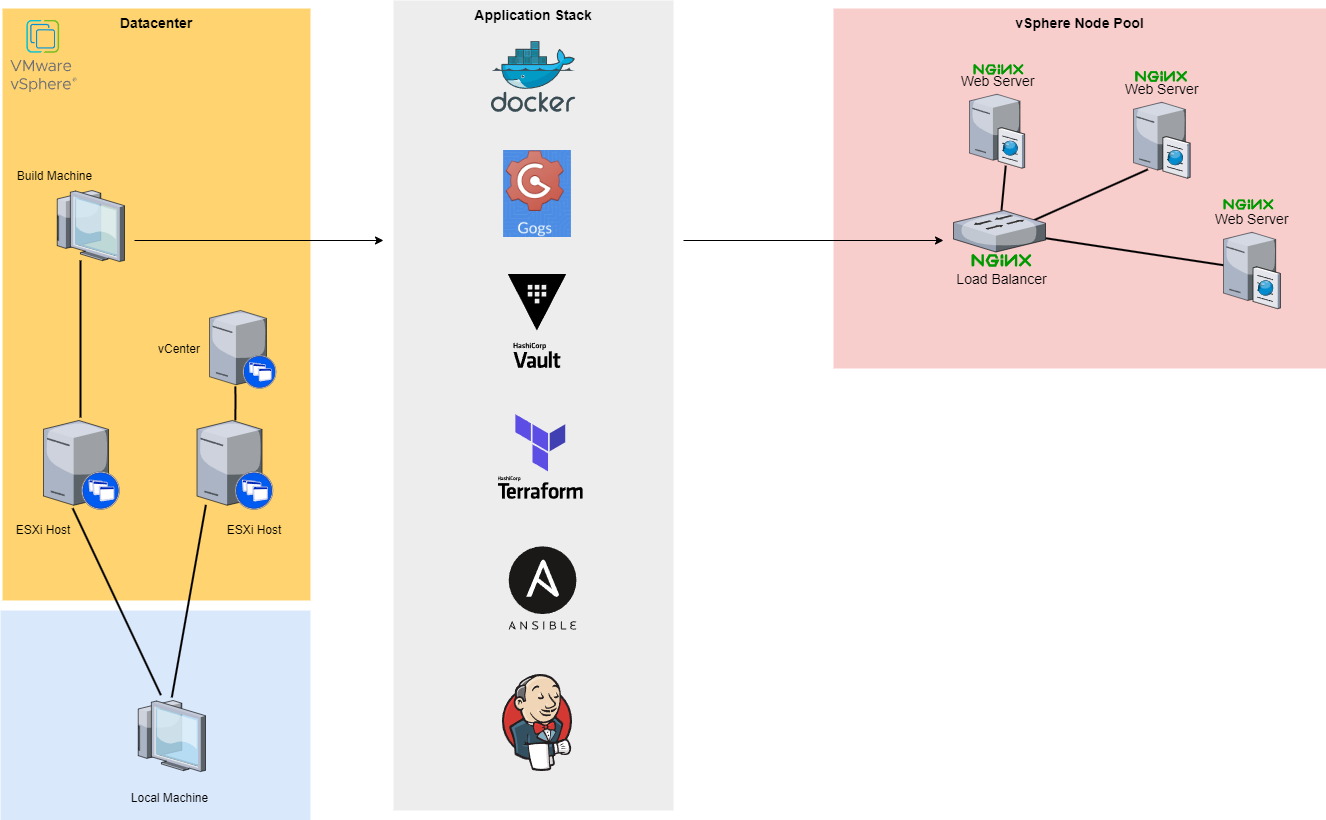 Datacenter
VMware
vSphere®
Build Machine
vCenter
ESXi Host
ESXi Host
Local Machine
Application Stack
docker
Gogs
HashiCorp
Vault
HashiCorp
Terraform
ANSIBLE
vSphere Node Pool
NGINX
Web Server
NGINX
Web Server
NGINX
Web Server
NGINX
Load Balancer